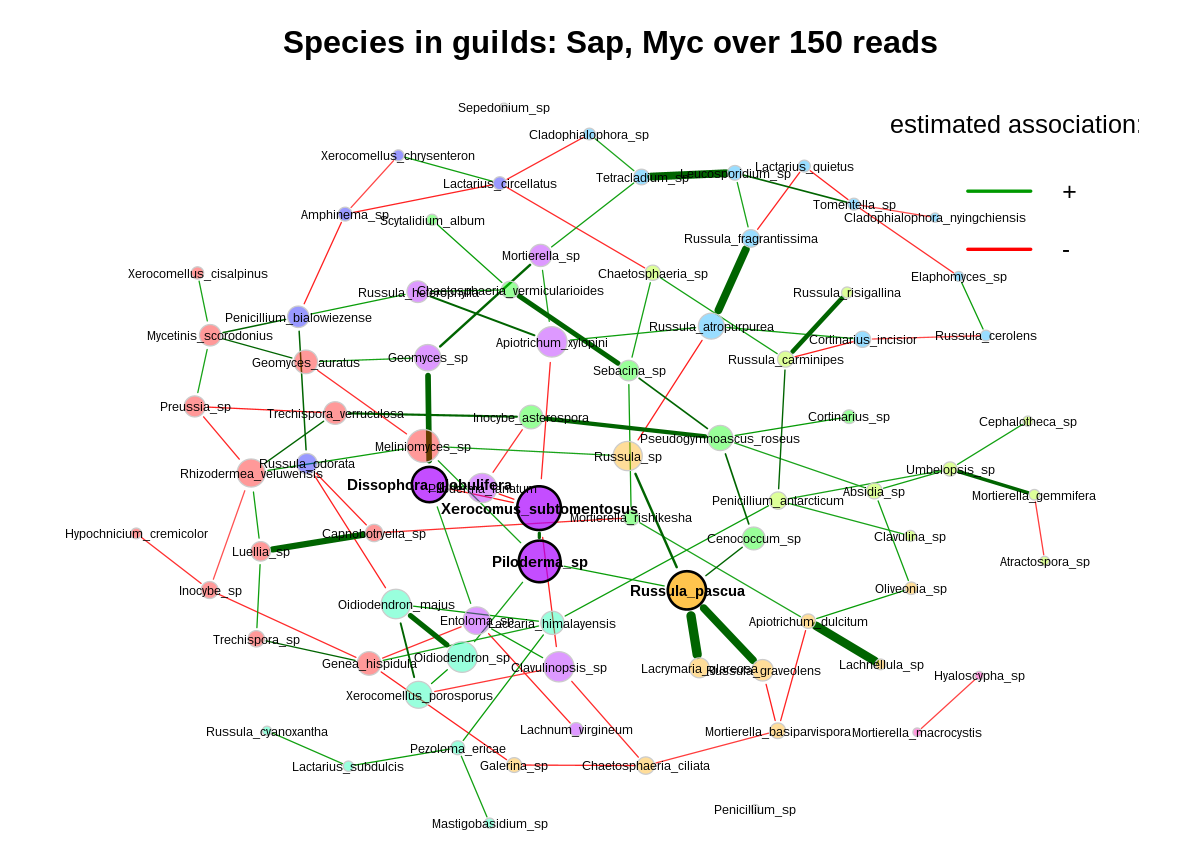 Species in guilds: Sap, Myc over 150 reads
Sepedonium_sp
estimated association:
Cladophialophora_sp
Xerocomellus_chrysenteron
Lactarius_quietus
Leucosporidium_sp
Tetracladium_sp
Lactarius_circellatus
+
Tomentella_sp
Amphinema_sp
Cladophialophora_nyingchiensis
Scytalidium_album
Russula_fragrantissima
-
Mortierella_sp
Xerocomellus_cisalpinus
Chaetosphaeria_sp
Elaphomyces_sp
Russula_heterophylla
Chaetosphaeria_vermicularioides
Russula_risigallina
Penicillium_bialowiezense
Russula_atropurpurea
Mycetinis_scorodonius
Russula_cerolens
Cortinarius_incisior
Apiotrichum_xylopini
Geomyces_sp
Russula_carminipes
Geomyces_auratus
Sebacina_sp
Preussia_sp
Trechispora_verruculosa
Inocybe_asterospora
Cortinarius_sp
Cephalotheca_sp
Pseudogymnoascus_roseus
Meliniomyces_sp
Russula_sp
Russula_odorata
Umbelopsis_sp
Rhizodermea_veluwensis
Dissophora_globulifera
Piloderma_lanatum
Absidia_sp
Mortierella_gemmifera
Penicillium_antarcticum
Xerocomus_subtomentosus
Mortierella_rishikesha
Hypochnicium_cremicolor
Cannebotryella_sp
Clavulina_sp
Cenococcum_sp
Luellia_sp
Piloderma_sp
Atractospora_sp
Inocybe_sp
Russula_pascua
Oliveonia_sp
Oidiodendron_majus
Entoloma_sp
Laccaria_himalayensis
Apiotrichum_dulcitum
Trechispora_sp
Oidiodendron_sp
Genea_hispidula
Clavulinopsis_sp
Lacrymaria_glareosa
Russula_graveolens
Lachnellula_sp
Hyaloscypha_sp
Xerocomellus_porosporus
Russula_cyanoxantha
Lachnum_virgineum
Mortierella_basiparvispora
Mortierella_macrocystis
Pezoloma_ericae
Lactarius_subdulcis
Galerina_sp
Chaetosphaeria_ciliata
Penicillium_sp
Mastigobasidium_sp